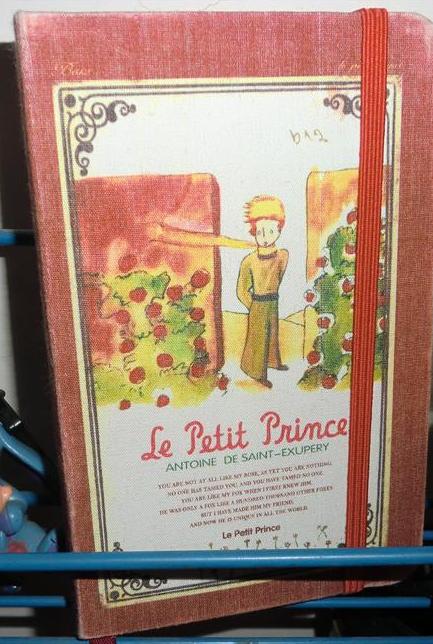 Le Petit Prince
ANTOINE DE SAINT-EXUPERY
YOU ARE NOT AT ALL LIKE MY ROSE, AS YET YOU ARE NOTHING.
NO ONE HAS TAMED YOU, AND YOU HAVE TAMED NO ONE.
YOU ARE LIKE MY FOX WHEN I FIRST KNEW HIM,
HE WAS ONLY A FOX LIKE A HUNDRED THOUSAND OTHER FOXES
BUT I HAVE MADE HIM MY FRIEND,
AND NOW HE IS UNIQUE IN ALL THE WORLD.
Le Petit Prince